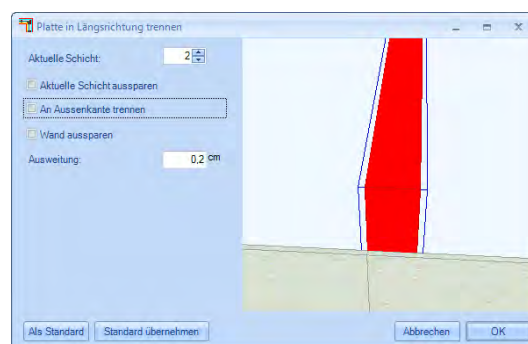 Platte in Längsrichtung trennen
Aktuelle Schicht: 2
Aktuelle Schicht aussparen
An Aussenkante trennen
Wand aussparen
Ausweitung: 0,2 cm
Als Standard Standard übernehmen Abbrechen OK